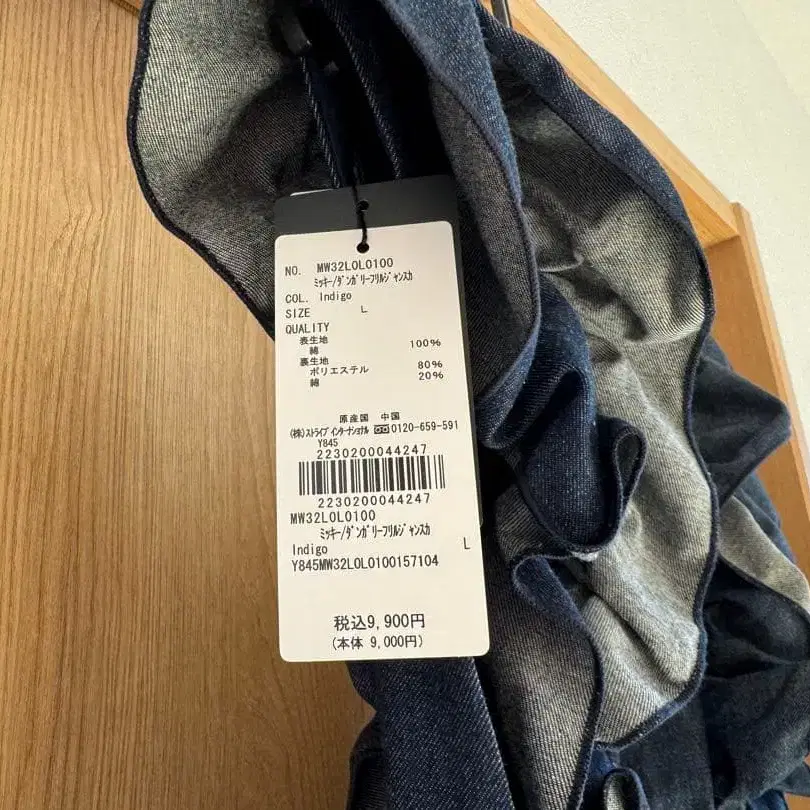 NO. MW32L0L0100
ﾐｯｷｰ/ﾀﾞﾝｶﾞﾘｰﾌﾘﾙｼﾞｬﾝｽｶ
COL. Indigo
SIZE L
QUALITY
表生地
綿 100%
裏生地
ポリエステル 80%
綿 20%
原産国 中国
(株)ｽﾄﾗｲﾌﾟｲﾝﾀｰﾅｼｮﾅﾙ 0120-659-591
Y845
2230200044247
2230200044247
MW32L0L0100
ﾐｯｷｰ/ﾀﾞﾝｶﾞﾘｰﾌﾘﾙｼﾞｬﾝｽｶ
Indigo L
Y845MW32L0L0100157104
税込9,900円
(本体 9,000円)